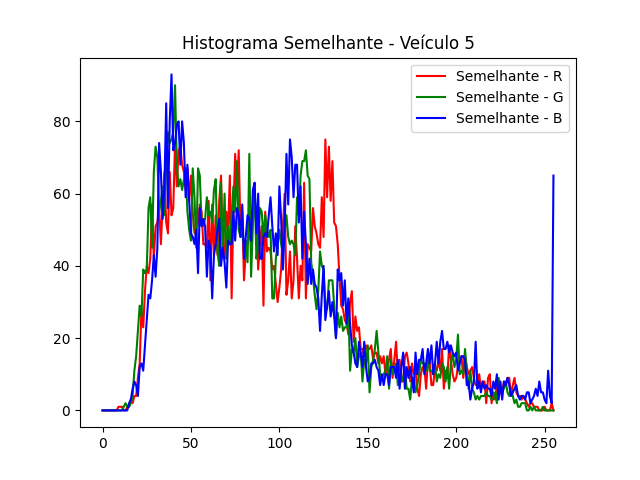 Histograma Semelhante - Veículo 5
Semelhante - R
Semelhante - G
Semelhante - B
80
60
40
20
0
0 50 100 150 200 250